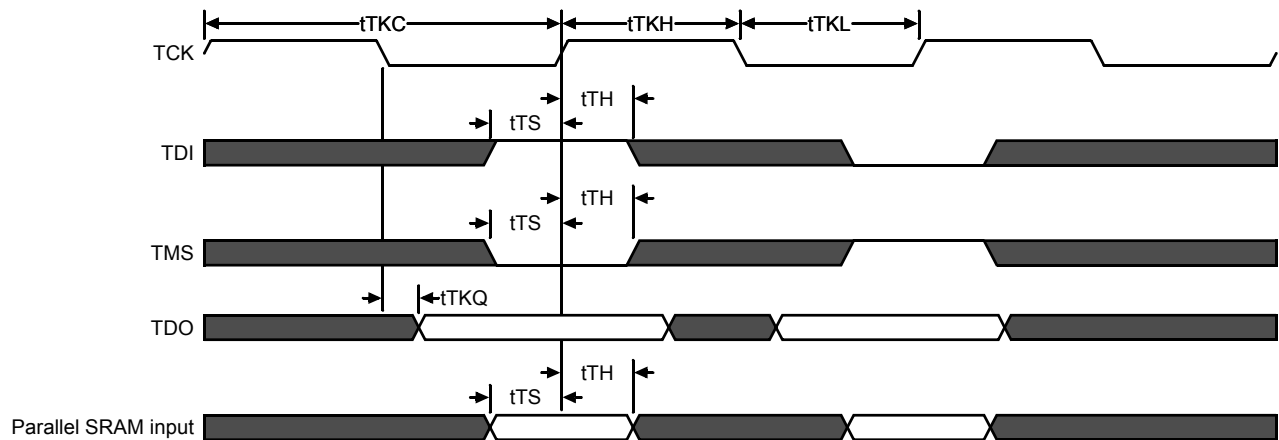 tTKC tTKH tTKL
TCK
tTH
tTS
TDI
tTH
tTS
TMS
tTKQ
TDO
tTH
tTS
Parallel SRAM input